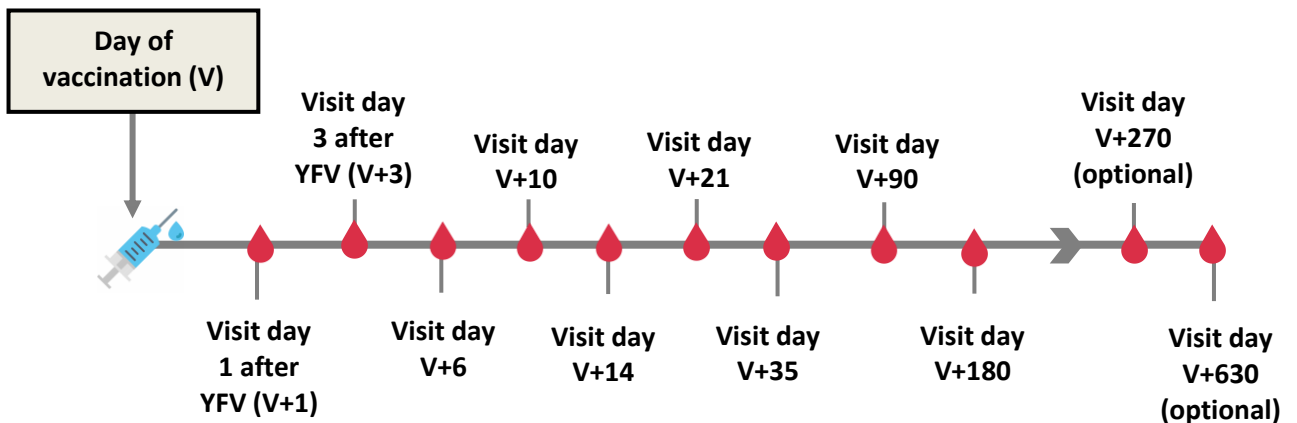 Day of
vaccination (V)
Visit day
1 after
YFV (V+1)
Visit day
3 after
YFV (V+3)
Visit day
V+6
Visit day
V+10
Visit day
V+14
Visit day
V+21
Visit day
V+35
Visit day
V+90
Visit day
V+180
Visit day
V+270
(optional)
Visit day
V+630
(optional)